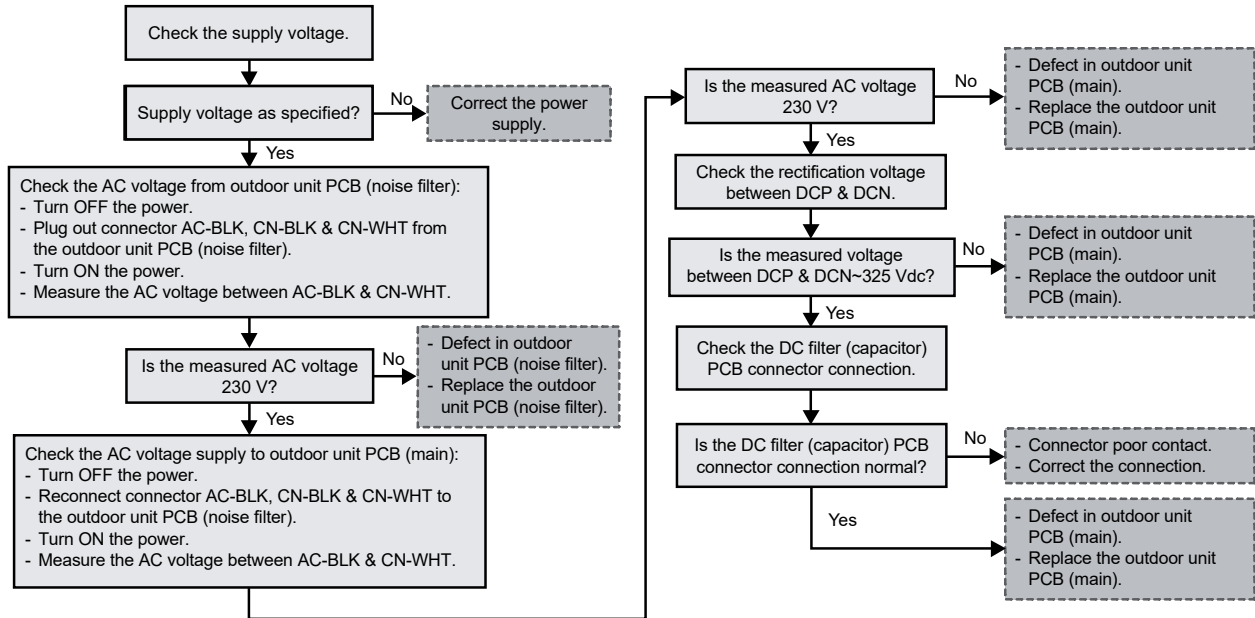 Check the supply voltage.
Supply voltage as specified?
No
Correct the power
supply.
Yes
Check the AC voltage from outdoor unit PCB (noise filter):
- Turn OFF the power.
- Plug out connector AC-BLK, CN-BLK & CN-WHT from
the outdoor unit PCB (noise filter).
- Turn ON the power.
- Measure the AC voltage between AC-BLK & CN-WHT.
Is the measured AC voltage
230 V?
No
- Defect in outdoor
unit PCB (noise filter).
- Replace the outdoor
unit PCB (noise filter).
Yes
Check the AC voltage supply to outdoor unit PCB (main):
- Turn OFF the power.
- Reconnect connector AC-BLK, CN-BLK & CN-WHT to
the outdoor unit PCB (noise filter).
- Turn ON the power.
- Measure the AC voltage between AC-BLK & CN-WHT.
Is the measured AC voltage
230 V?
No
- Defect in outdoor unit
PCB (main).
- Replace the outdoor unit
PCB (main).
Yes
Check the rectification voltage
between DCP & DCN.
Is the measured voltage
between DCP & DCN~325 Vdc?
No
- Defect in outdoor unit
PCB (main).
- Replace the outdoor unit
PCB (main).
Yes
Check the DC filter (capacitor)
PCB connector connection.
Is the DC filter (capacitor) PCB
connector connection normal?
No
- Connector poor contact.
- Correct the connection.
Yes
- Defect in outdoor unit
PCB (main).
- Replace the outdoor unit
PCB (main).